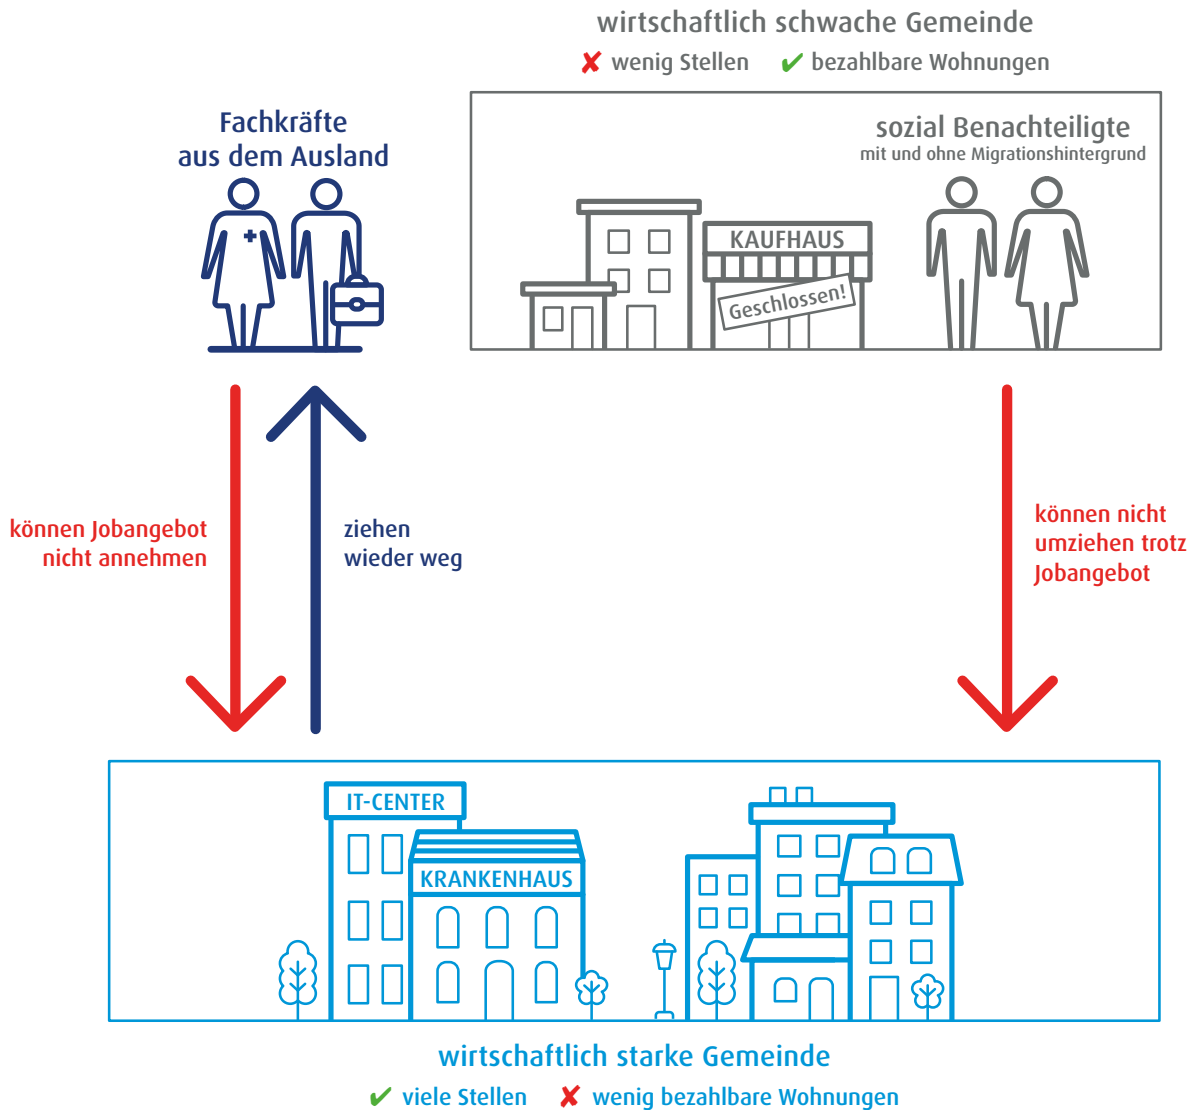 wirtschaftlich schwache Gemeinde
✘ wenig Stellen ✔ bezahlbare Wohnungen
Fachkräfte
aus dem Ausland
sozial Benachteiligte
mit und ohne Migrationshintergrund
KAUFHAUS
Geschlossen!
können Jobangebot
nicht annehmen
ziehen
wieder weg
können nicht
umziehen trotz
Jobangebot
IT-CENTER
KRANKENHAUS
wirtschaftlich starke Gemeinde
✔ viele Stellen ✘ wenig bezahlbare Wohnungen